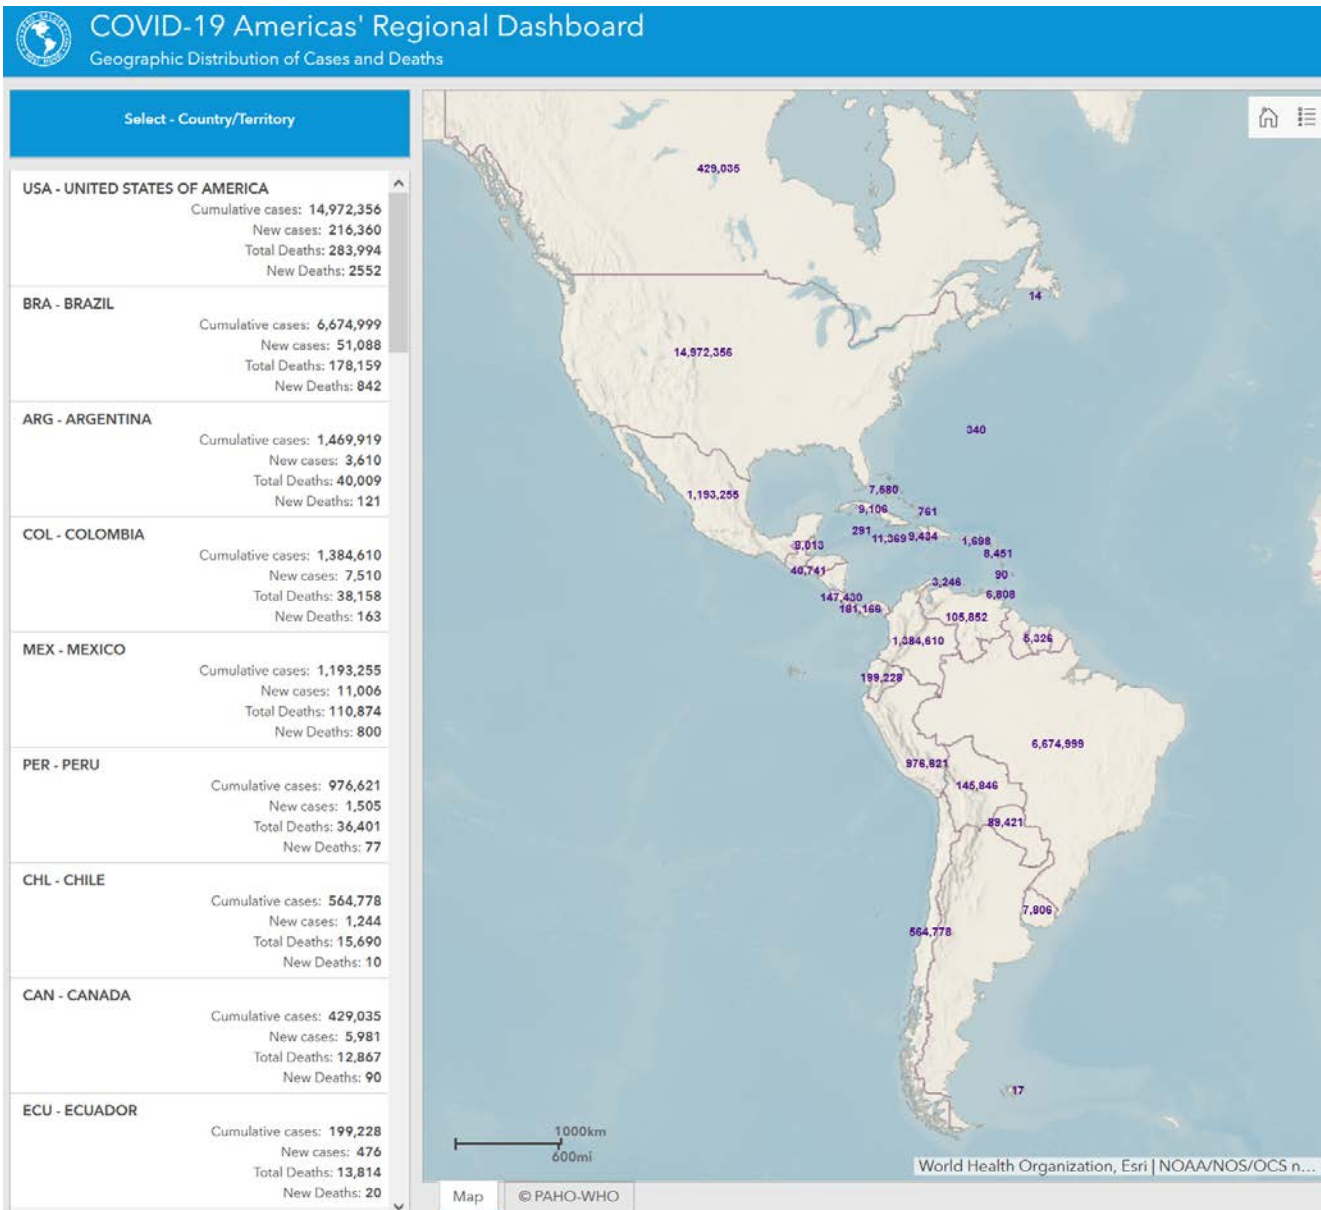 COVID-19 Americas' Regional Dashboard
Geographic Distribution of Cases and Deaths
Select - Country/Territory
USA - UNITED STATES OF AMERICA
Cumulative cases: 14,972,356
New cases: 216,360
Total Deaths: 283,994
New Deaths: 2552
BRA - BRAZIL
Cumulative cases: 6,674,999
New cases: 51,088
Total Deaths: 178,159
New Deaths: 842
ARG - ARGENTINA
Cumulative cases: 1,469,919
New cases: 3,610
Total Deaths: 40,009
New Deaths: 121
COL - COLOMBIA
Cumulative cases: 1,384,610
New cases: 7,510
Total Deaths: 38,158
New Deaths: 163
MEX - MEXICO
Cumulative cases: 1,193,255
New cases: 11,006
Total Deaths: 110,874
New Deaths: 800
PER - PERU
Cumulative cases: 976,621
New cases: 1,505
Total Deaths: 36,401
New Deaths: 77
CHL - CHILE
Cumulative cases: 564,778
New cases: 1,244
Total Deaths: 15,690
New Deaths: 10
CAN - CANADA
Cumulative cases: 429,035
New cases: 5,981
Total Deaths: 12,867
New Deaths: 90
ECU - ECUADOR
Cumulative cases: 199,228
New cases: 476
Total Deaths: 13,814
New Deaths: 20
429,035
14
14,972,356
340
1,193,255
7,680
9,106
761
291
11,369
9,434
1,698
8,013
8,451
40,741
90
3,246
6,808
147,430
181,166
105,852
1,384,610
5,326
199,228
6,674,999
976,621
145,846
89,421
7,806
564,778
17
1000km
600mi
World Health Organization, Esri | NOAA/NOS/OCS n...
Map
© PAHO-WHO